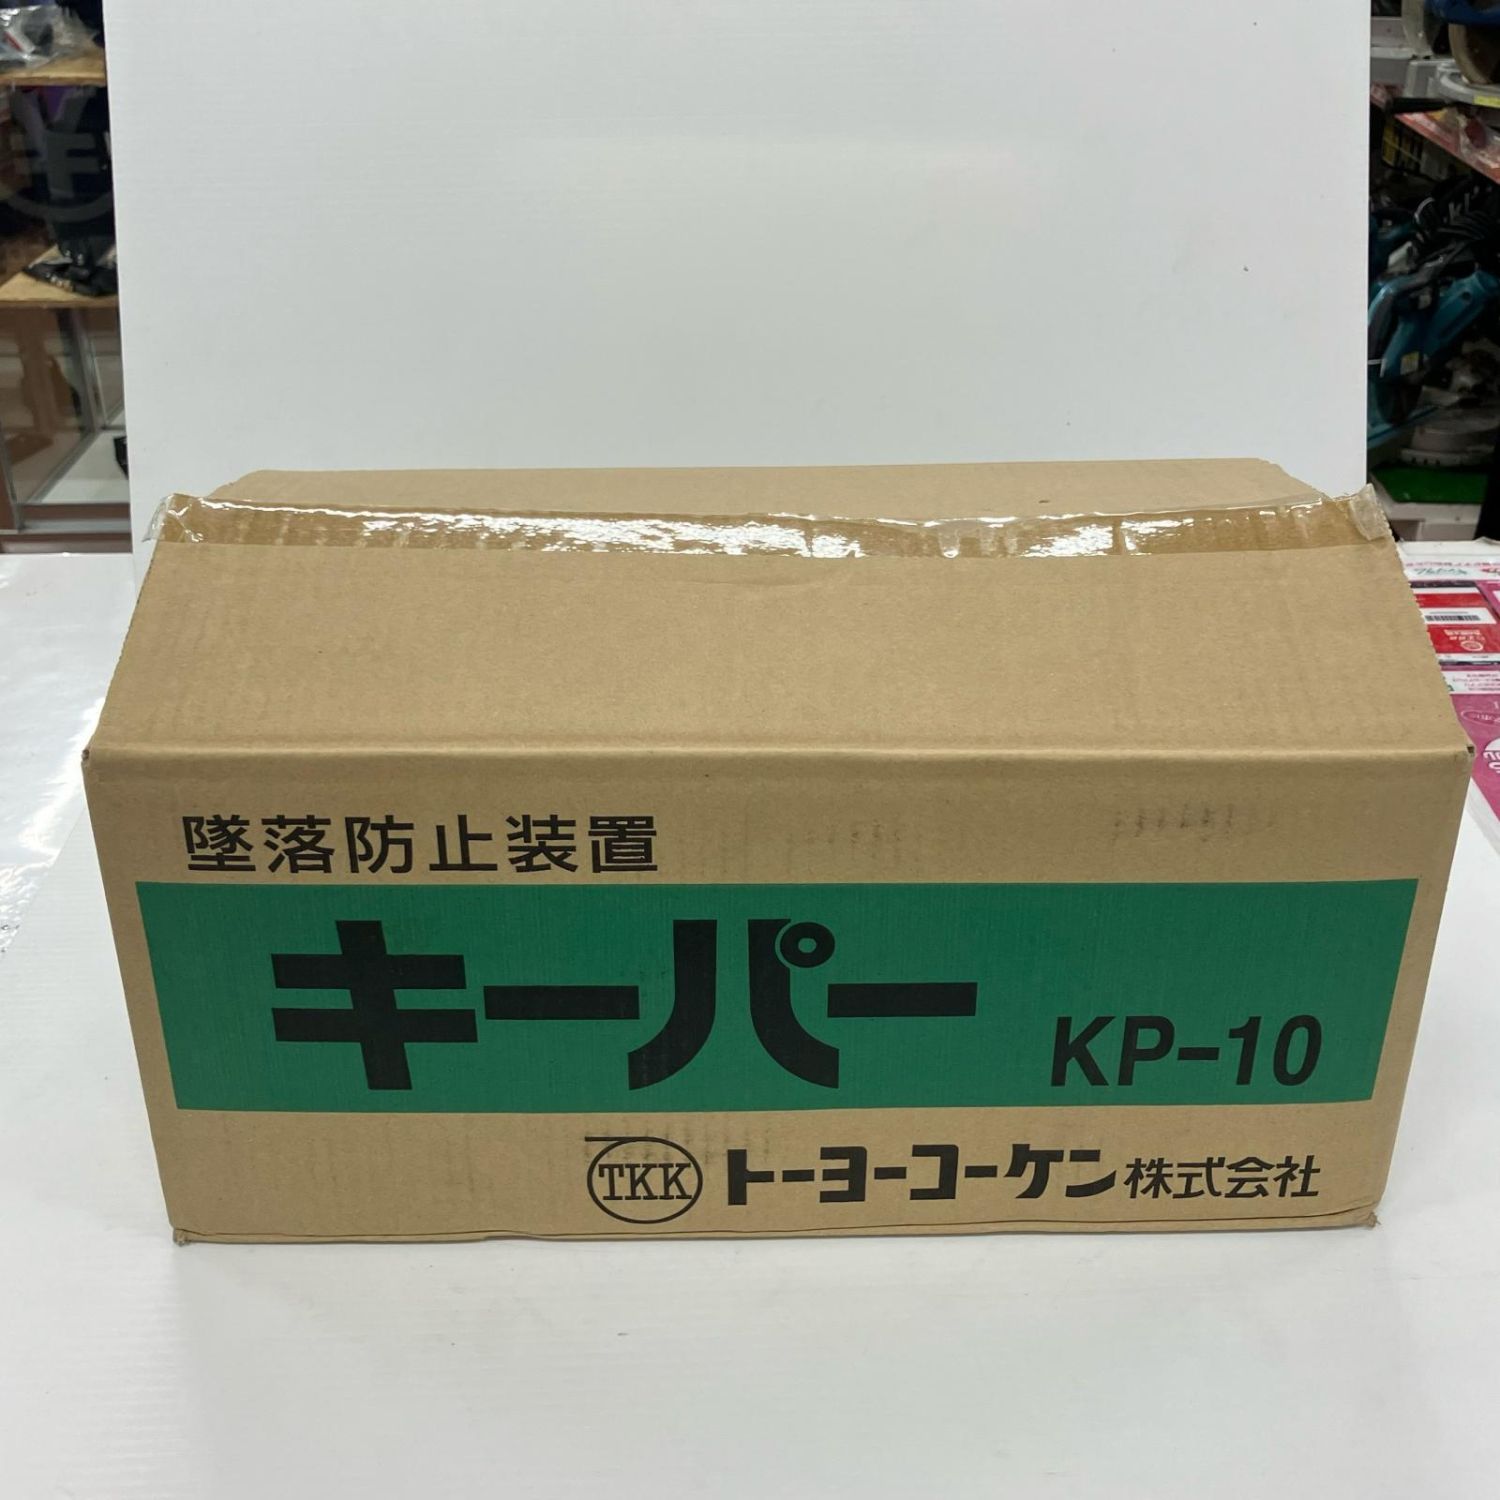 墜落防止装置
キーパー KP-10
TKK トーヨーコーケン株式会社